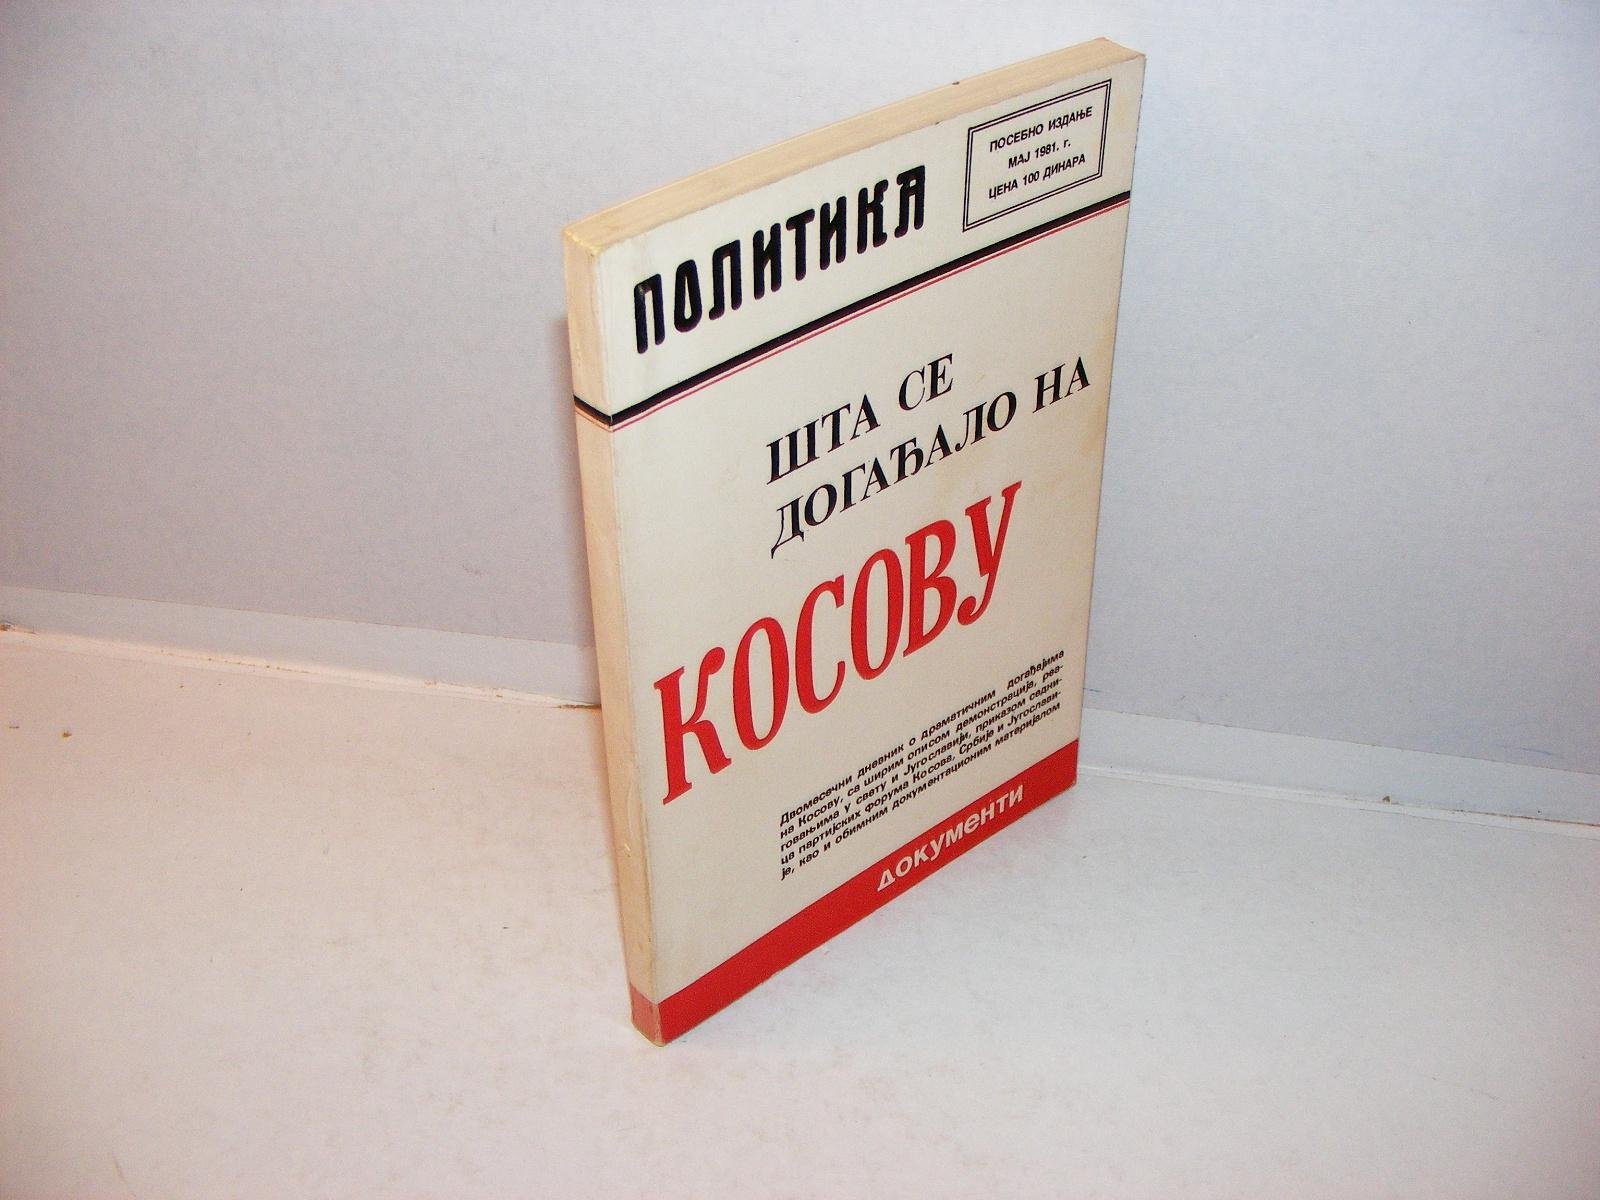 ПОЛИТИКА
ПОСЕБНО ИЗДАЊЕ
МАЈ 1981. г.
ЦЕНА 100 ДИНАРА
ШТА СЕ
ДОГАЂАЛО НА
КОСОВУ
Двомесечни дневник о драматичним догађајима
на Косову, са ширим описом демонстрација, реа-
говањима у свету и Југославији, приказом седни-
ца партијских форума Косова, Србије и Југослави-
је, као и обимним документационим материјалом
документи